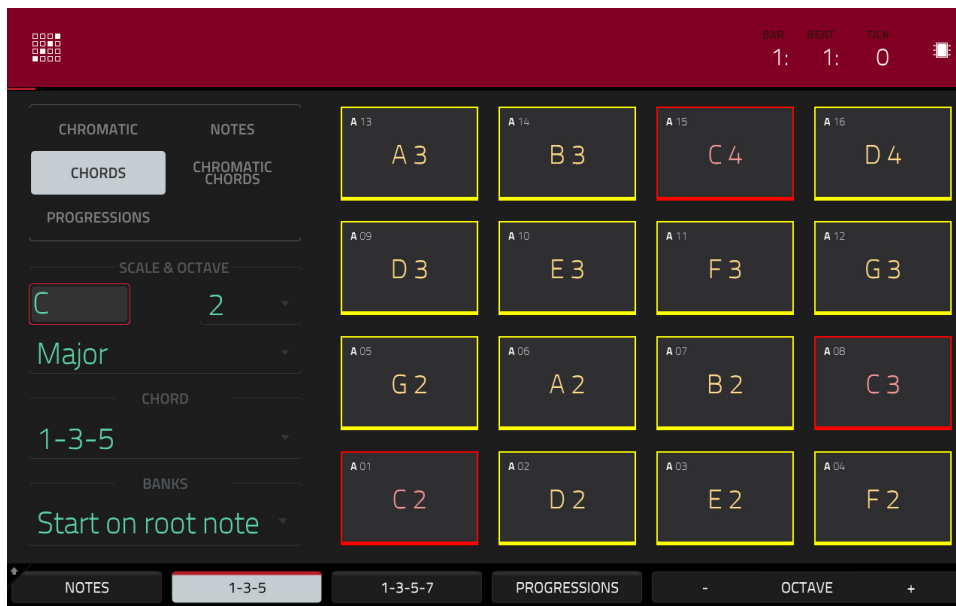 BAR BEAT TICK
1: 1: 0
CHROMATIC NOTES
CHORDS CHROMATIC CHORDS
PROGRESSIONS
SCALE & OCTAVE
C 2
Major
CHORD
1-3-5
BANKS
Start on root note
A 13 A 14 A 15 A 16
A 3 B 3 C 4 D 4
A 09 A 10 A 11 A 12
D 3 E 3 F 3 G 3
A 05 A 06 A 07 A 08
G 2 A 2 B 2 C 3
A 01 A 02 A 03 A 04
C 2 D 2 E 2 F 2
NOTES 1-3-5 1-3-5-7 PROGRESSIONS - OCTAVE +